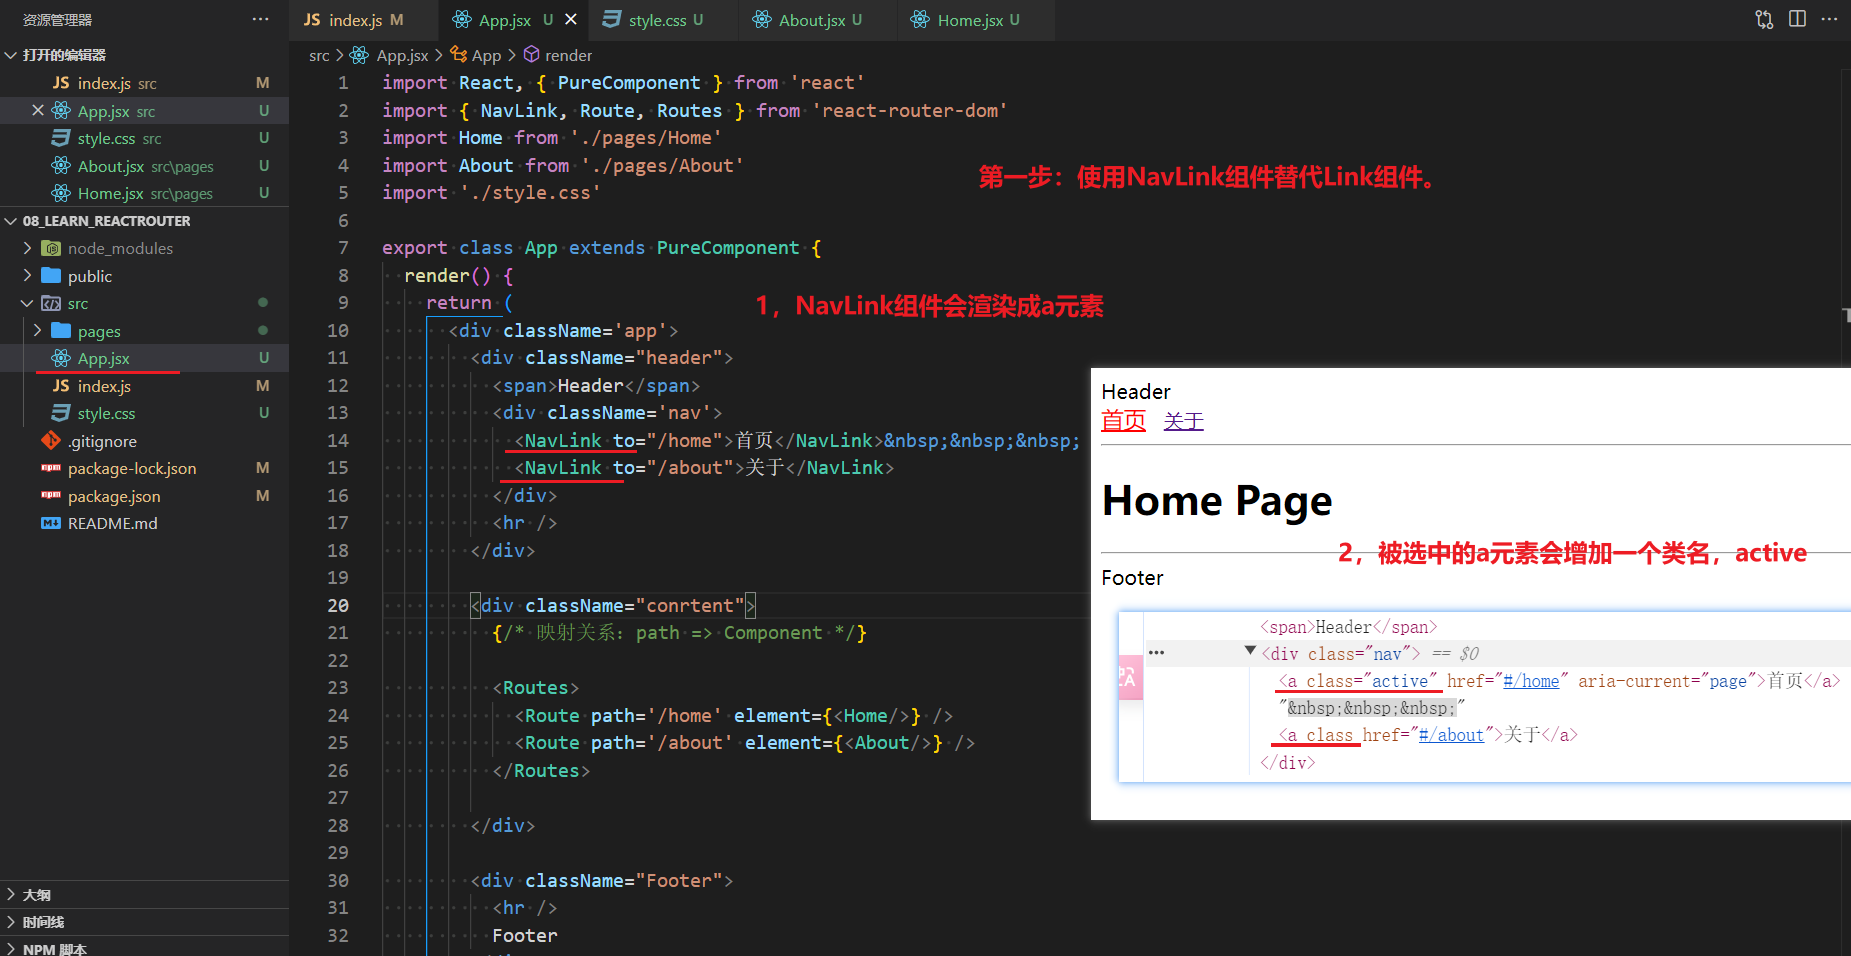 资源管理器 ···
打开的编辑器
JS index.js src M
App.jsx src U
style.css src U
About.jsx src\pages U
Home.jsx src\pages U
08_LEARN_REACTROUTER
node_modules
public
src
pages
App.jsx U
JS index.js M
style.css U
.gitignore
package-lock.json M
package.json M
README.md
大纲
时间线
NPM 脚本
JS index.js M App.jsx U style.css U About.jsx U Home.jsx U
src > App.jsx > App > render
1 import React, { PureComponent } from 'react'
2 import { NavLink, Route, Routes } from 'react-router-dom'
3 import Home from './pages/Home'
4 import About from './pages/About'
5 import './style.css'
6
7 export class App extends PureComponent {
8 render() {
9 return (
10 <div className='app'>
11 <div className="header">
12 <span>Header</span>
13 <div className='nav'>
14 <NavLink to="/home">首页</NavLink>&nbsp;&nbsp;&nbsp;
15 <NavLink to="/about">关于</NavLink>
16 </div>
17 <hr />
18 </div>
19
20 <div className="conrtent">
21 {/* 映射关系：path => Component */}
22
23 <Routes>
24 <Route path='/home' element={<Home/>} />
25 <Route path='/about' element={<About/>} />
26 </Routes>
27
28 </div>
29
30 <div className="Footer">
31 <hr />
32 Footer
第一步：使用NavLink组件替代Link组件。
1，NavLink组件会渲染成a元素
Header
首页 关于
Home Page
2，被选中的a元素会增加一个类名，active
Footer
<span>Header</span>
<div class="nav"> == $0
<a class="active" href="#/home" aria-current="page">首页</a>
"&nbsp;&nbsp;&nbsp;"
<a class href="#/about">关于</a>
</div>